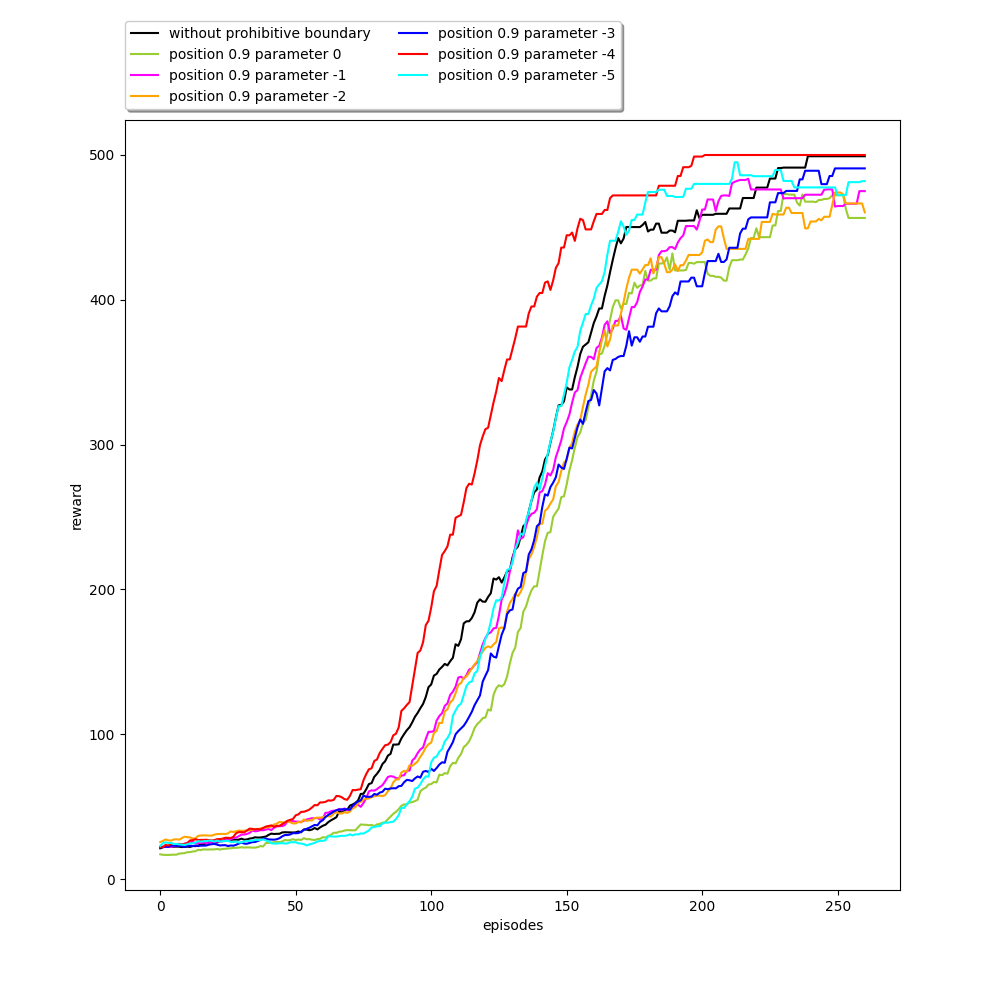 without prohibitive boundary
position 0.9 parameter 0
position 0.9 parameter -1
position 0.9 parameter -2
position 0.9 parameter -3
position 0.9 parameter -4
position 0.9 parameter -5
500
400
300
200
100
0
reward
0 50 100 150 200 250
episodes